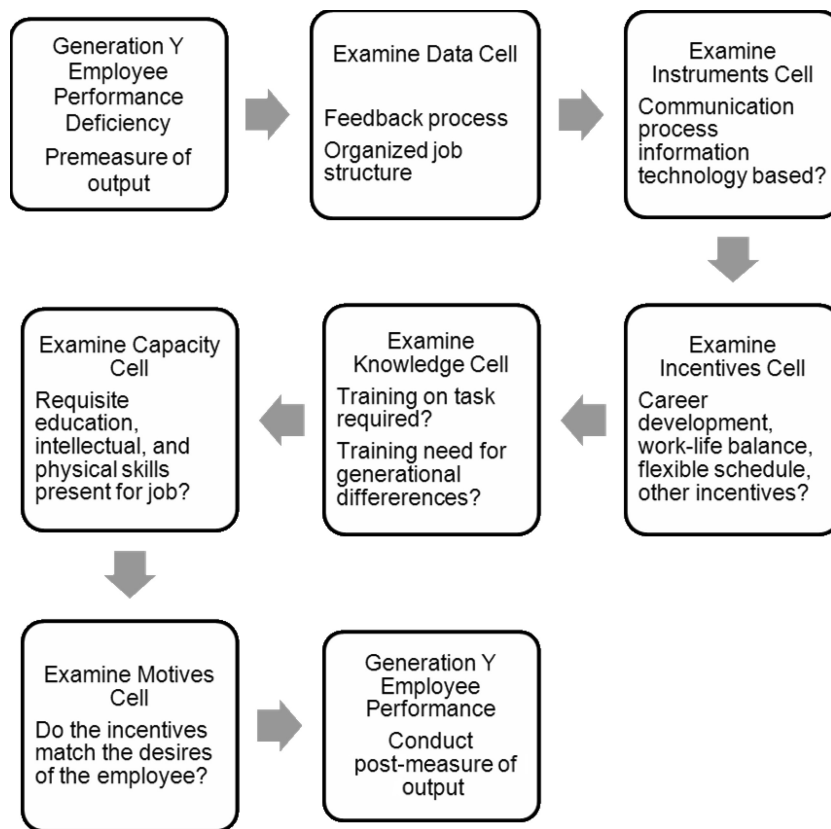 Generation Y
Employee
Performance
Deficiency
Premeasure of
output
Examine Data Cell
Feedback process
Organized job
structure
Examine
Instruments Cell
Communication
process
information
technology based?
Examine
Incentives Cell
Career
development,
work-life balance,
flexible schedule,
other incentives?
Examine
Knowledge Cell
Training on task
required?
Training need for
generational
differerences?
Examine Capacity
Cell
Requisite
education,
intellectual, and
physical skills
present for job?
Examine Motives
Cell
Do the incentives
match the desires
of the employee?
Generation Y
Employee
Performance
Conduct
post-measure of
output